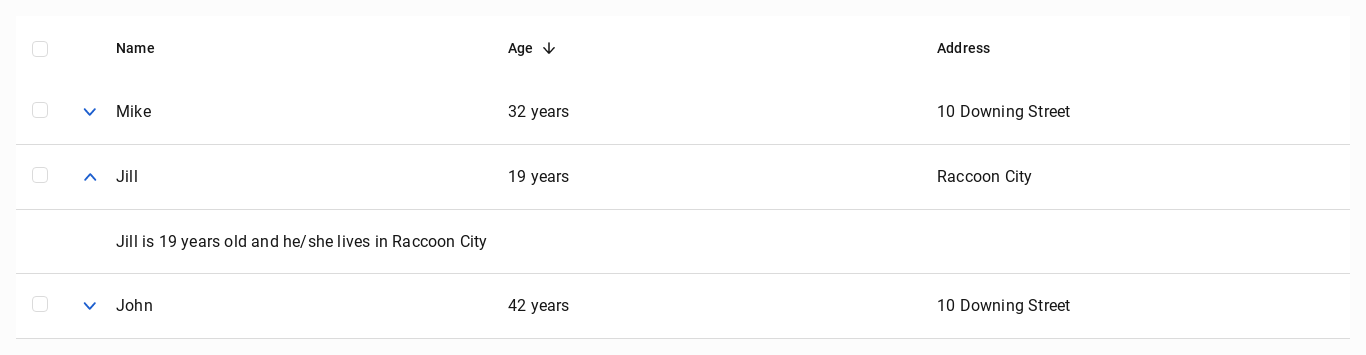 Name Age Address
Mike 32 years 10 Downing Street
Jill 19 years Raccoon City
Jill is 19 years old and he/she lives in Raccoon City
John 42 years 10 Downing Street